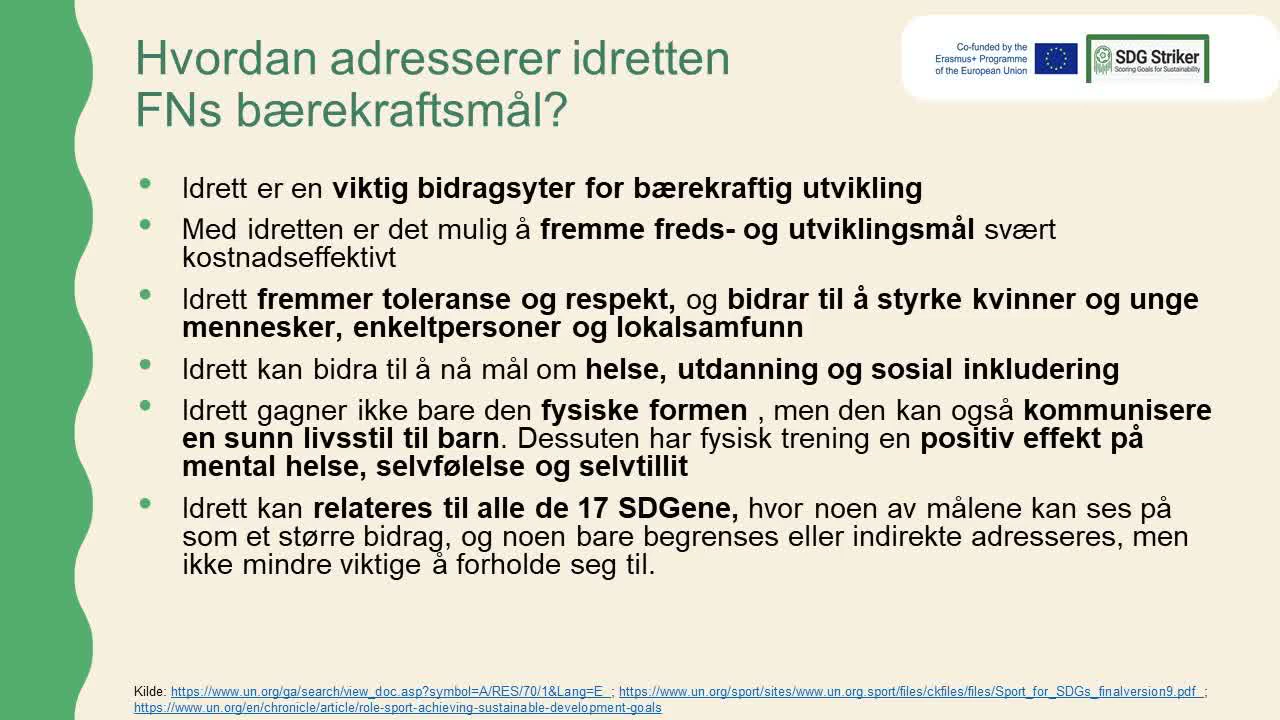 Hvordan adresserer idretten
FNs bærekraftsmål?
Co-funded by the
Erasmus+ Programme
of the European Union
SDG Striker
Scoring Goals for Sustainability
• Idrett er en viktig bidragsyter for bærekraftig utvikling
• Med idretten er det mulig å fremme freds- og utviklingsmål svært
kostnadseffektivt
• Idrett fremmer toleranse og respekt, og bidrar til å styrke kvinner og unge
mennesker, enkeltpersoner og lokalsamfunn
• Idrett kan bidra til å nå mål om helse, utdanning og sosial inkludering
• Idrett gagner ikke bare den fysiske formen , men den kan også kommunisere
en sunn livsstil til barn. Dessuten har fysisk trening en positiv effekt på
mental helse, selvfølelse og selvtillit
• Idrett kan relateres til alle de 17 SDGene, hvor noen av målene kan ses på
som et større bidrag, og noen bare begrenses eller indirekte adresseres, men
ikke mindre viktige å forholde seg til.
Kilde: https://www.un.org/ga/search/view_doc.asp?symbol=A/RES/70/1&Lang=E ; https://www.un.org/sport/sites/www.un.org.sport/files/ckfiles/files/Sport_for_SDGs_finalversion9.pdf ;
https://www.un.org/en/chronicle/article/role-sport-achieving-sustainable-development-goals